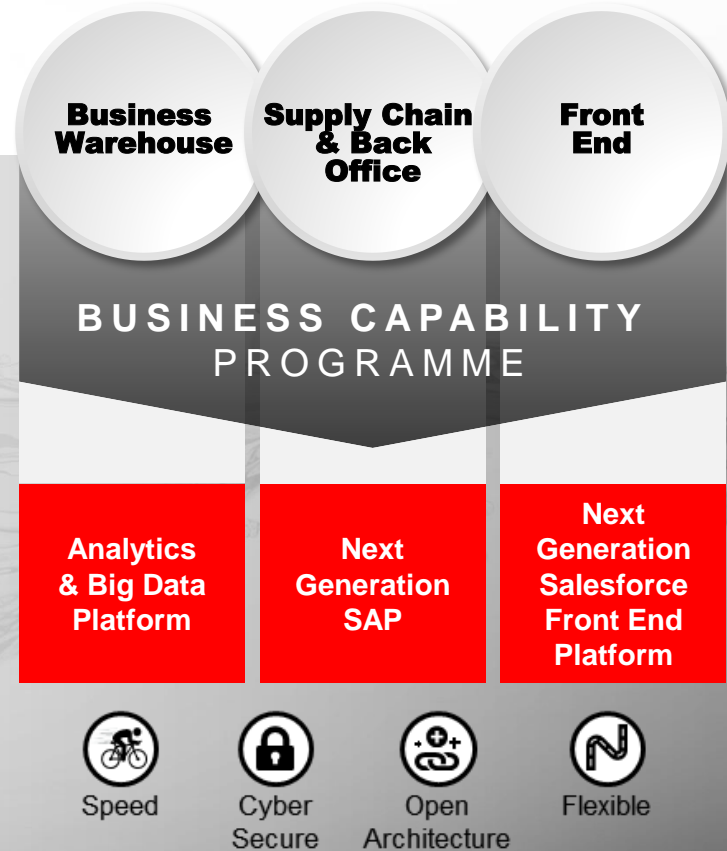 Business
Warehouse
Supply Chain
& Back
Office
Front
End
BUSINESS CAPABILITY
PROGRAMME
Analytics
& Big Data
Platform
Next
Generation
SAP
Next
Generation
Salesforce
Front End
Platform
Speed
Cyber
Secure
Open
Architecture
Flexible